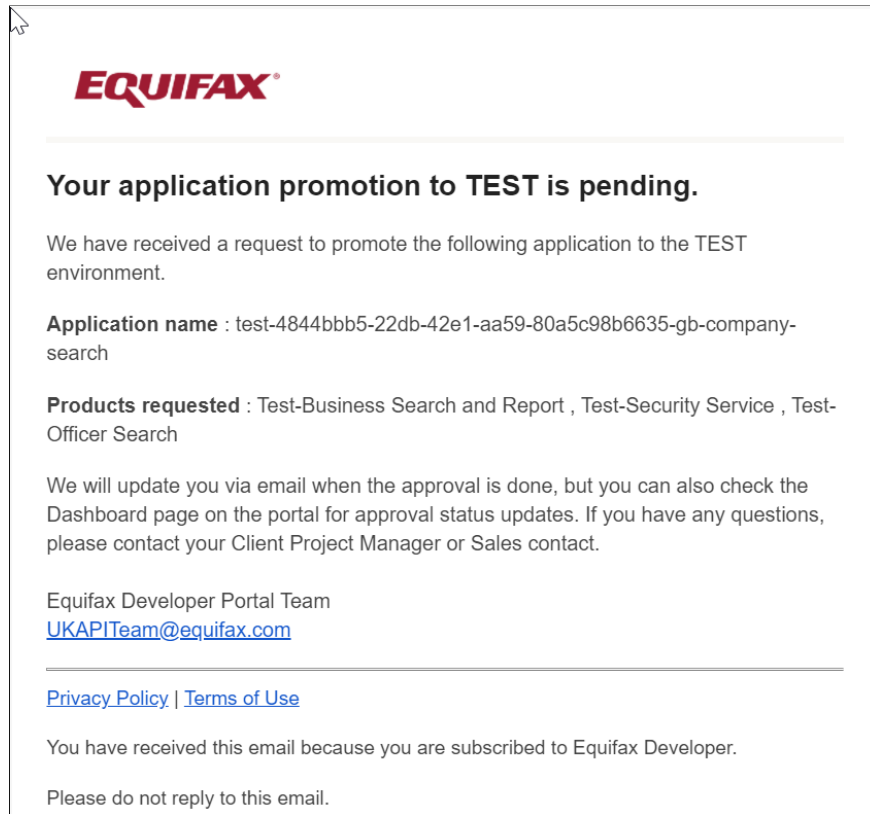 EQUIFAX®
Your application promotion to TEST is pending.
We have received a request to promote the following application to the TEST
environment.
Application name : test-4844bbb5-22db-42e1-aa59-80a5c98b6635-gb-company-
search
Products requested : Test-Business Search and Report , Test-Security Service , Test-
Officer Search
We will update you via email when the approval is done, but you can also check the
Dashboard page on the portal for approval status updates. If you have any questions,
please contact your Client Project Manager or Sales contact.
Equifax Developer Portal Team
UKAPITeam@equifax.com
Privacy Policy | Terms of Use
You have received this email because you are subscribed to Equifax Developer.
Please do not reply to this email.